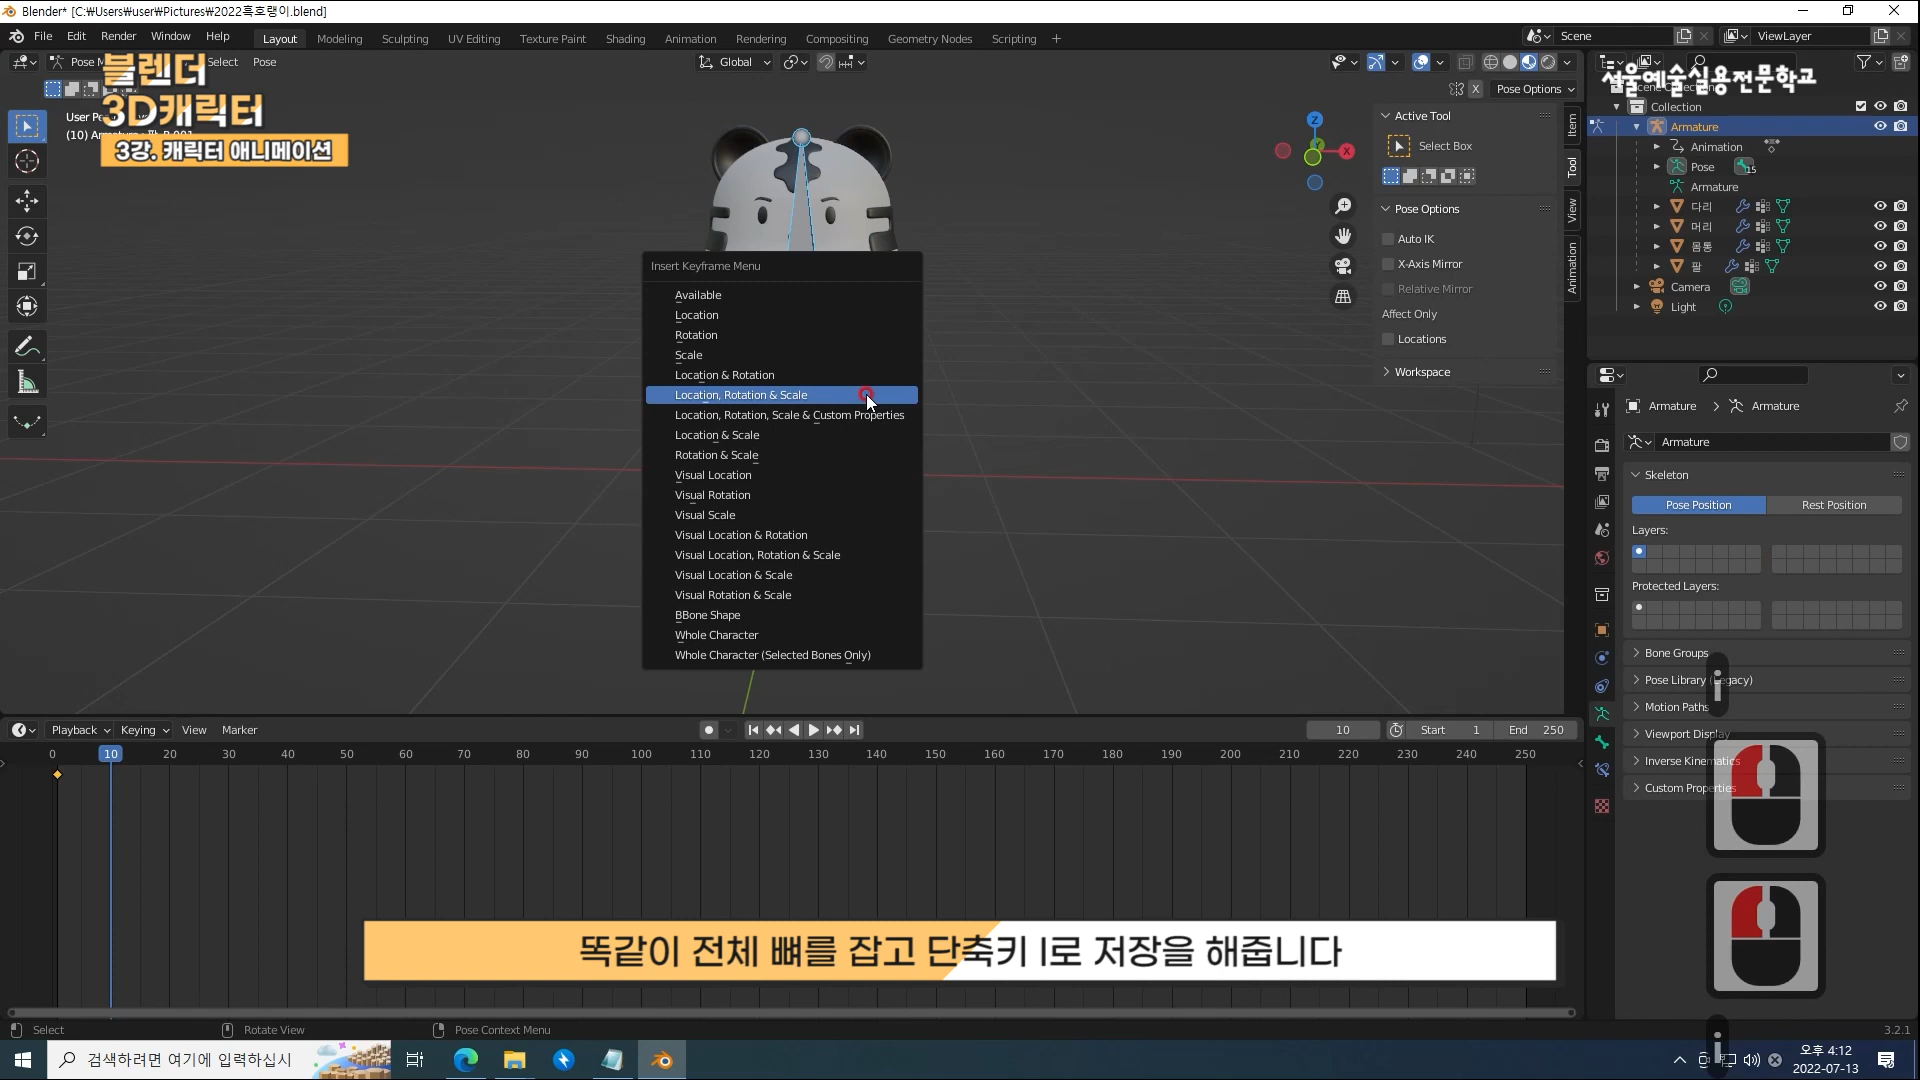 Blender* [C:₩Users₩user₩Pictures₩2022흑호랭이.blend]
File Edit Render Window Help
Layout Modeling Sculpting UV Editing Texture Paint Shading Animation Rendering Compositing Geometry Nodes Scripting
Scene
ViewLayer
Select Pose
Global
블렌더
3D캐릭터
3강. 캐릭터 애니메이션
서울예술실용전문학교
X Pose Options
Z
X
Item
Tool
View
Animation
Active Tool
Select Box
Pose Options
Auto IK
X-Axis Mirror
Relative Mirror
Affect Only
Locations
Workspace
Collection
Armature
Animation
Pose 15
Armature
다리
머리
몸통
팔
Camera
Light
Insert Keyframe Menu
Available
Location
Rotation
Scale
Location & Rotation
Location, Rotation & Scale
Location, Rotation, Scale & Custom Properties
Location & Scale
Rotation & Scale
Visual Location
Visual Rotation
Visual Scale
Visual Location & Rotation
Visual Location, Rotation & Scale
Visual Location & Scale
Visual Rotation & Scale
BBone Shape
Whole Character
Whole Character (Selected Bones Only)
Armature > Armature
Armature
Skeleton
Pose Position Rest Position
Layers:
Protected Layers:
Bone Groups
Pose Library (Legacy)
Motion Paths
Viewport Display
Inverse Kinematics
Custom Properties
i
i
Playback Keying View Marker
10 Start 1 End 250
0 10 20 30 40 50 60 70 80 90 100 110 120 130 140 150 160 170 180 190 200 210 220 230 240 250
똑같이 전체 뼈를 잡고 단축키 I로 저장을 해줍니다
Select Rotate View Pose Context Menu
3.2.1
검색하려면 여기에 입력하십시
오후 4:12
2022-07-13